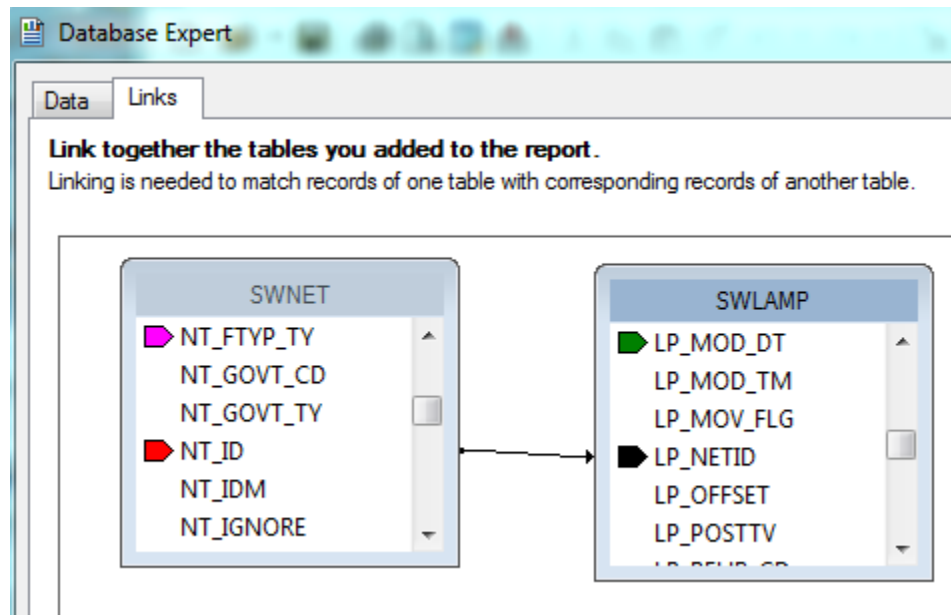 Database Expert
Data
Links
Link together the tables you added to the report.
Linking is needed to match records of one table with corresponding records of another table.
SWNET
NT_FTYP_TY
NT_GOVT_CD
NT_GOVT_TY
NT_ID
NT_IDM
NT_IGNORE
SWLAMP
LP_MOD_DT
LP_MOD_TM
LP_MOV_FLG
LP_NETID
LP_OFFSET
LP_POSTTV